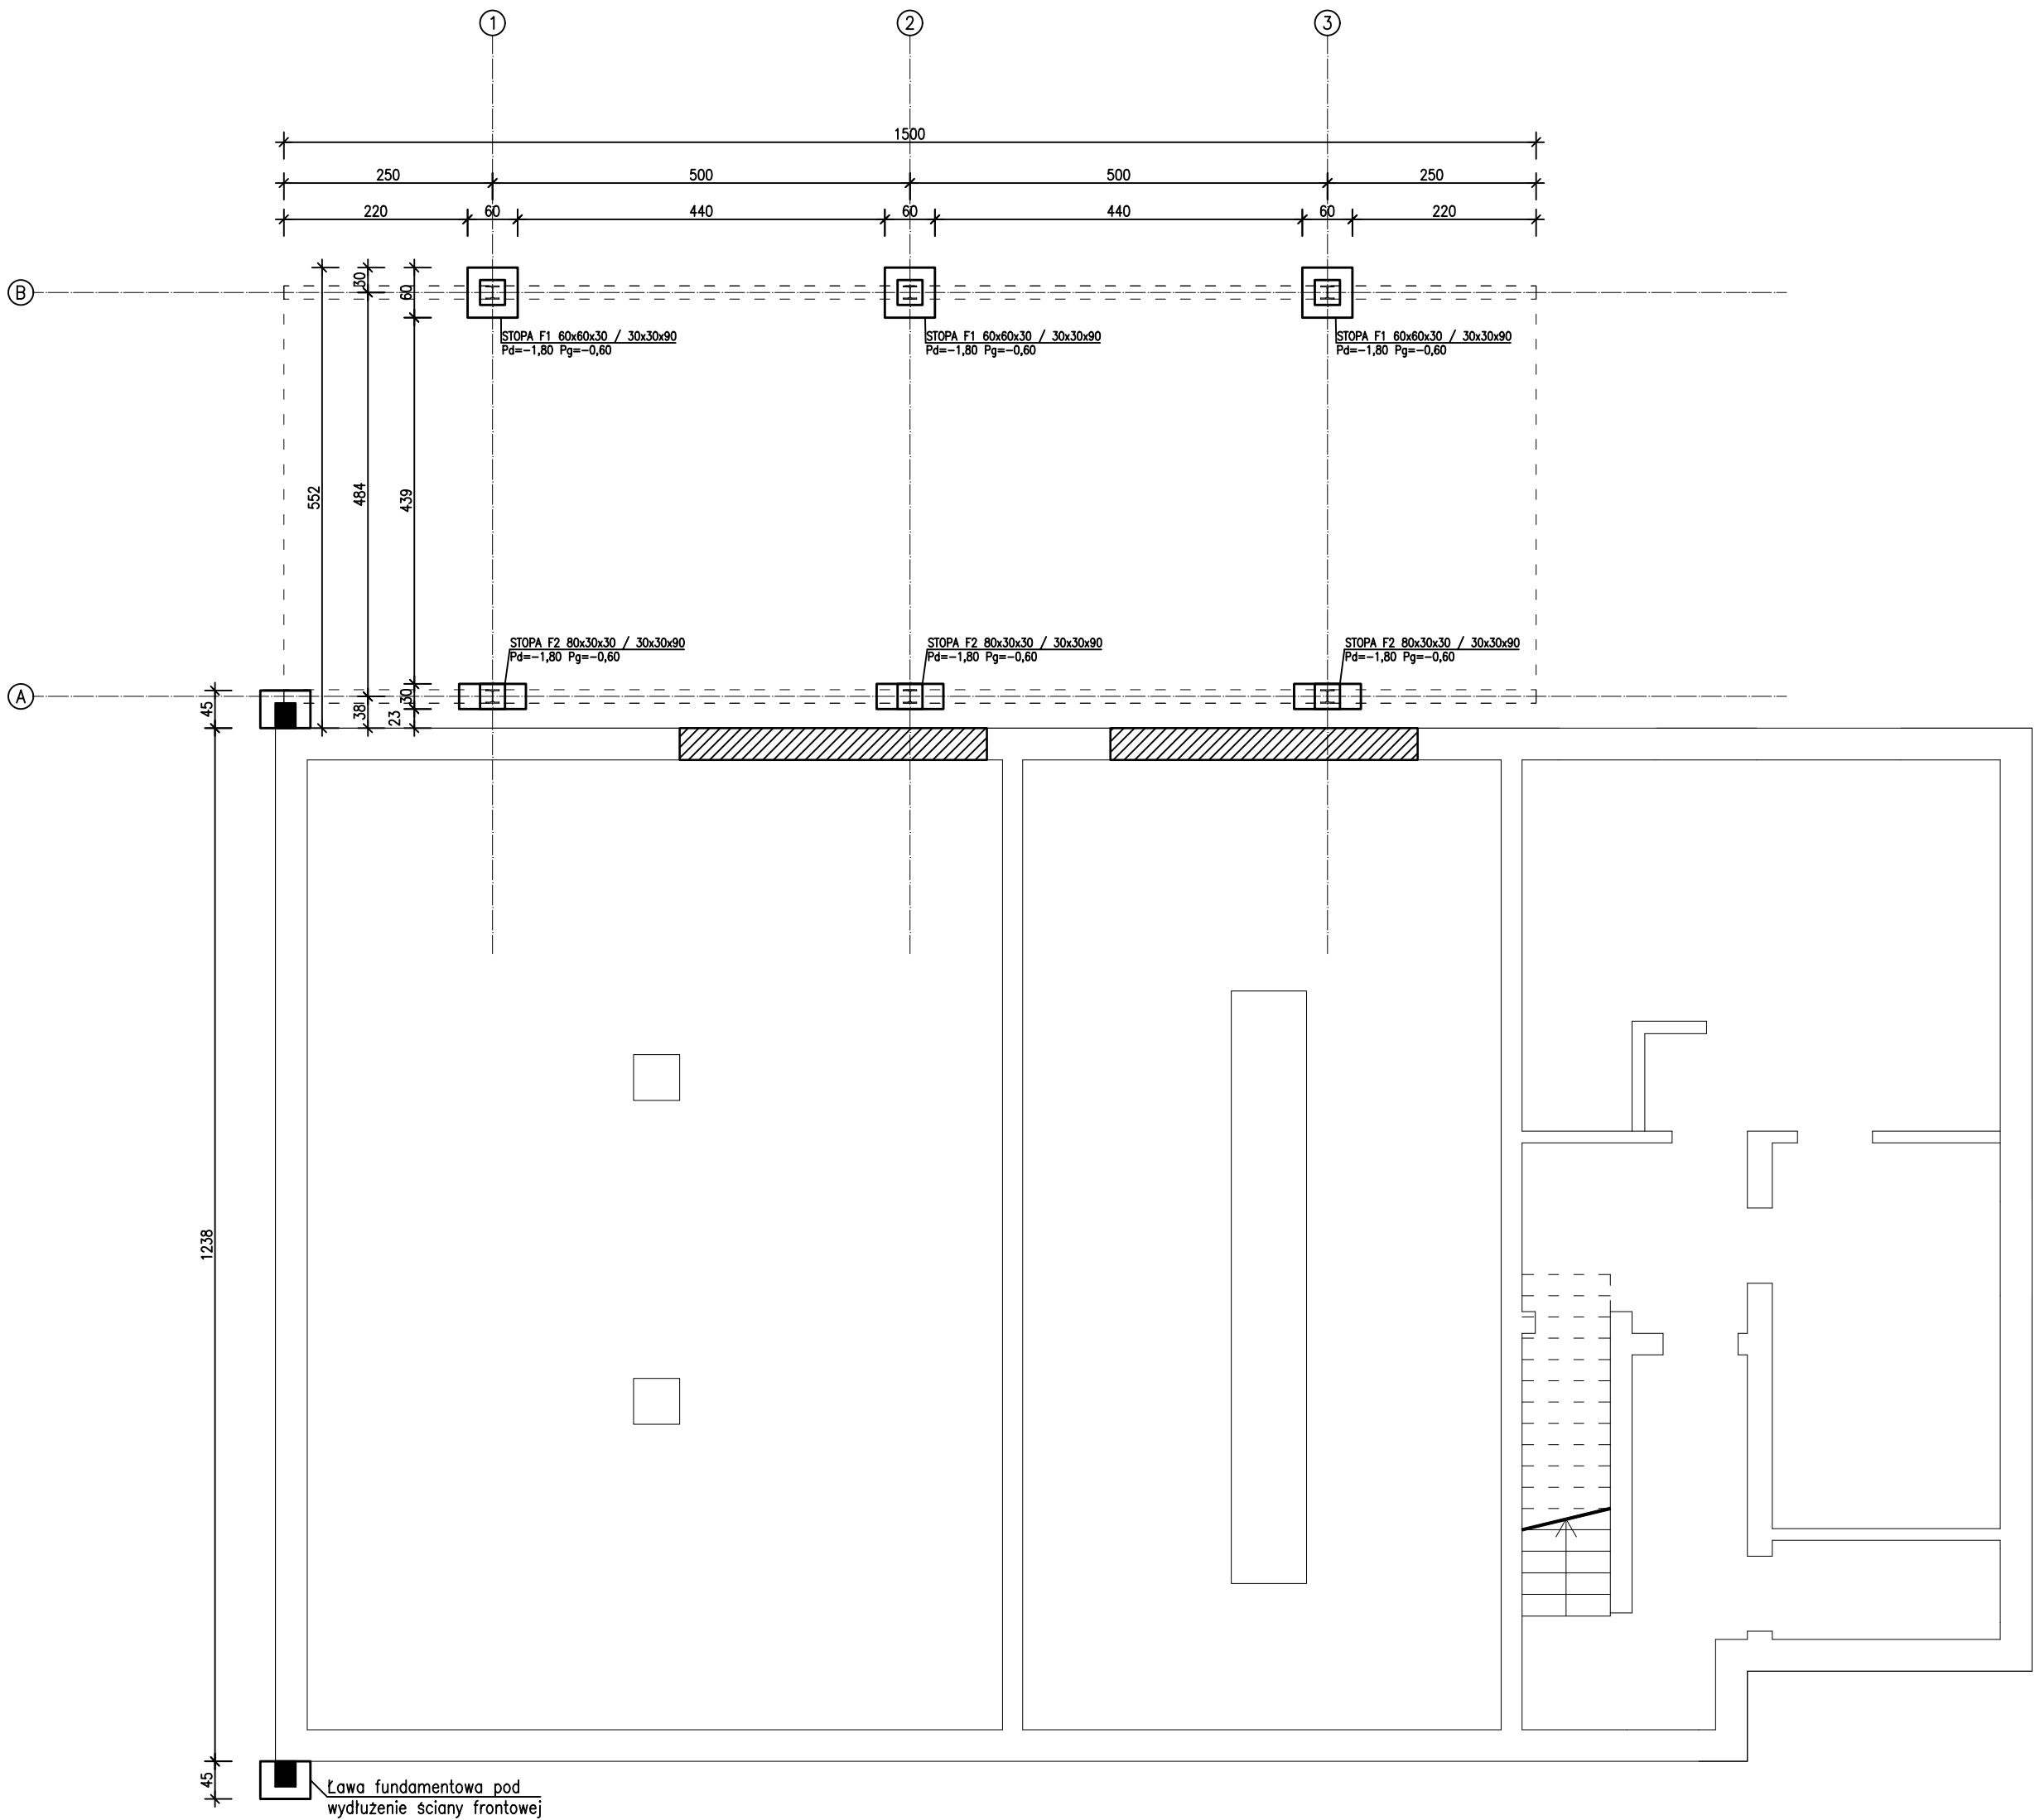 1 2 3
1500
250 500 500 250
220 60 440 60 440 60 220
B
30
60
STOPA F1 60x60x30 / 30x30x90
Pd=-1,80 Pg=-0,60
STOPA F1 60x60x30 / 30x30x90
Pd=-1,80 Pg=-0,60
STOPA F1 60x60x30 / 30x30x90
Pd=-1,80 Pg=-0,60
552
484
439
STOPA F2 80x30x30 / 30x30x90
Pd=-1,80 Pg=-0,60
STOPA F2 80x30x30 / 30x30x90
Pd=-1,80 Pg=-0,60
STOPA F2 80x30x30 / 30x30x90
Pd=-1,80 Pg=-0,60
A
45
38
30
23
1238
45
Ława fundamentowa pod
wydłużenie ściany frontowej